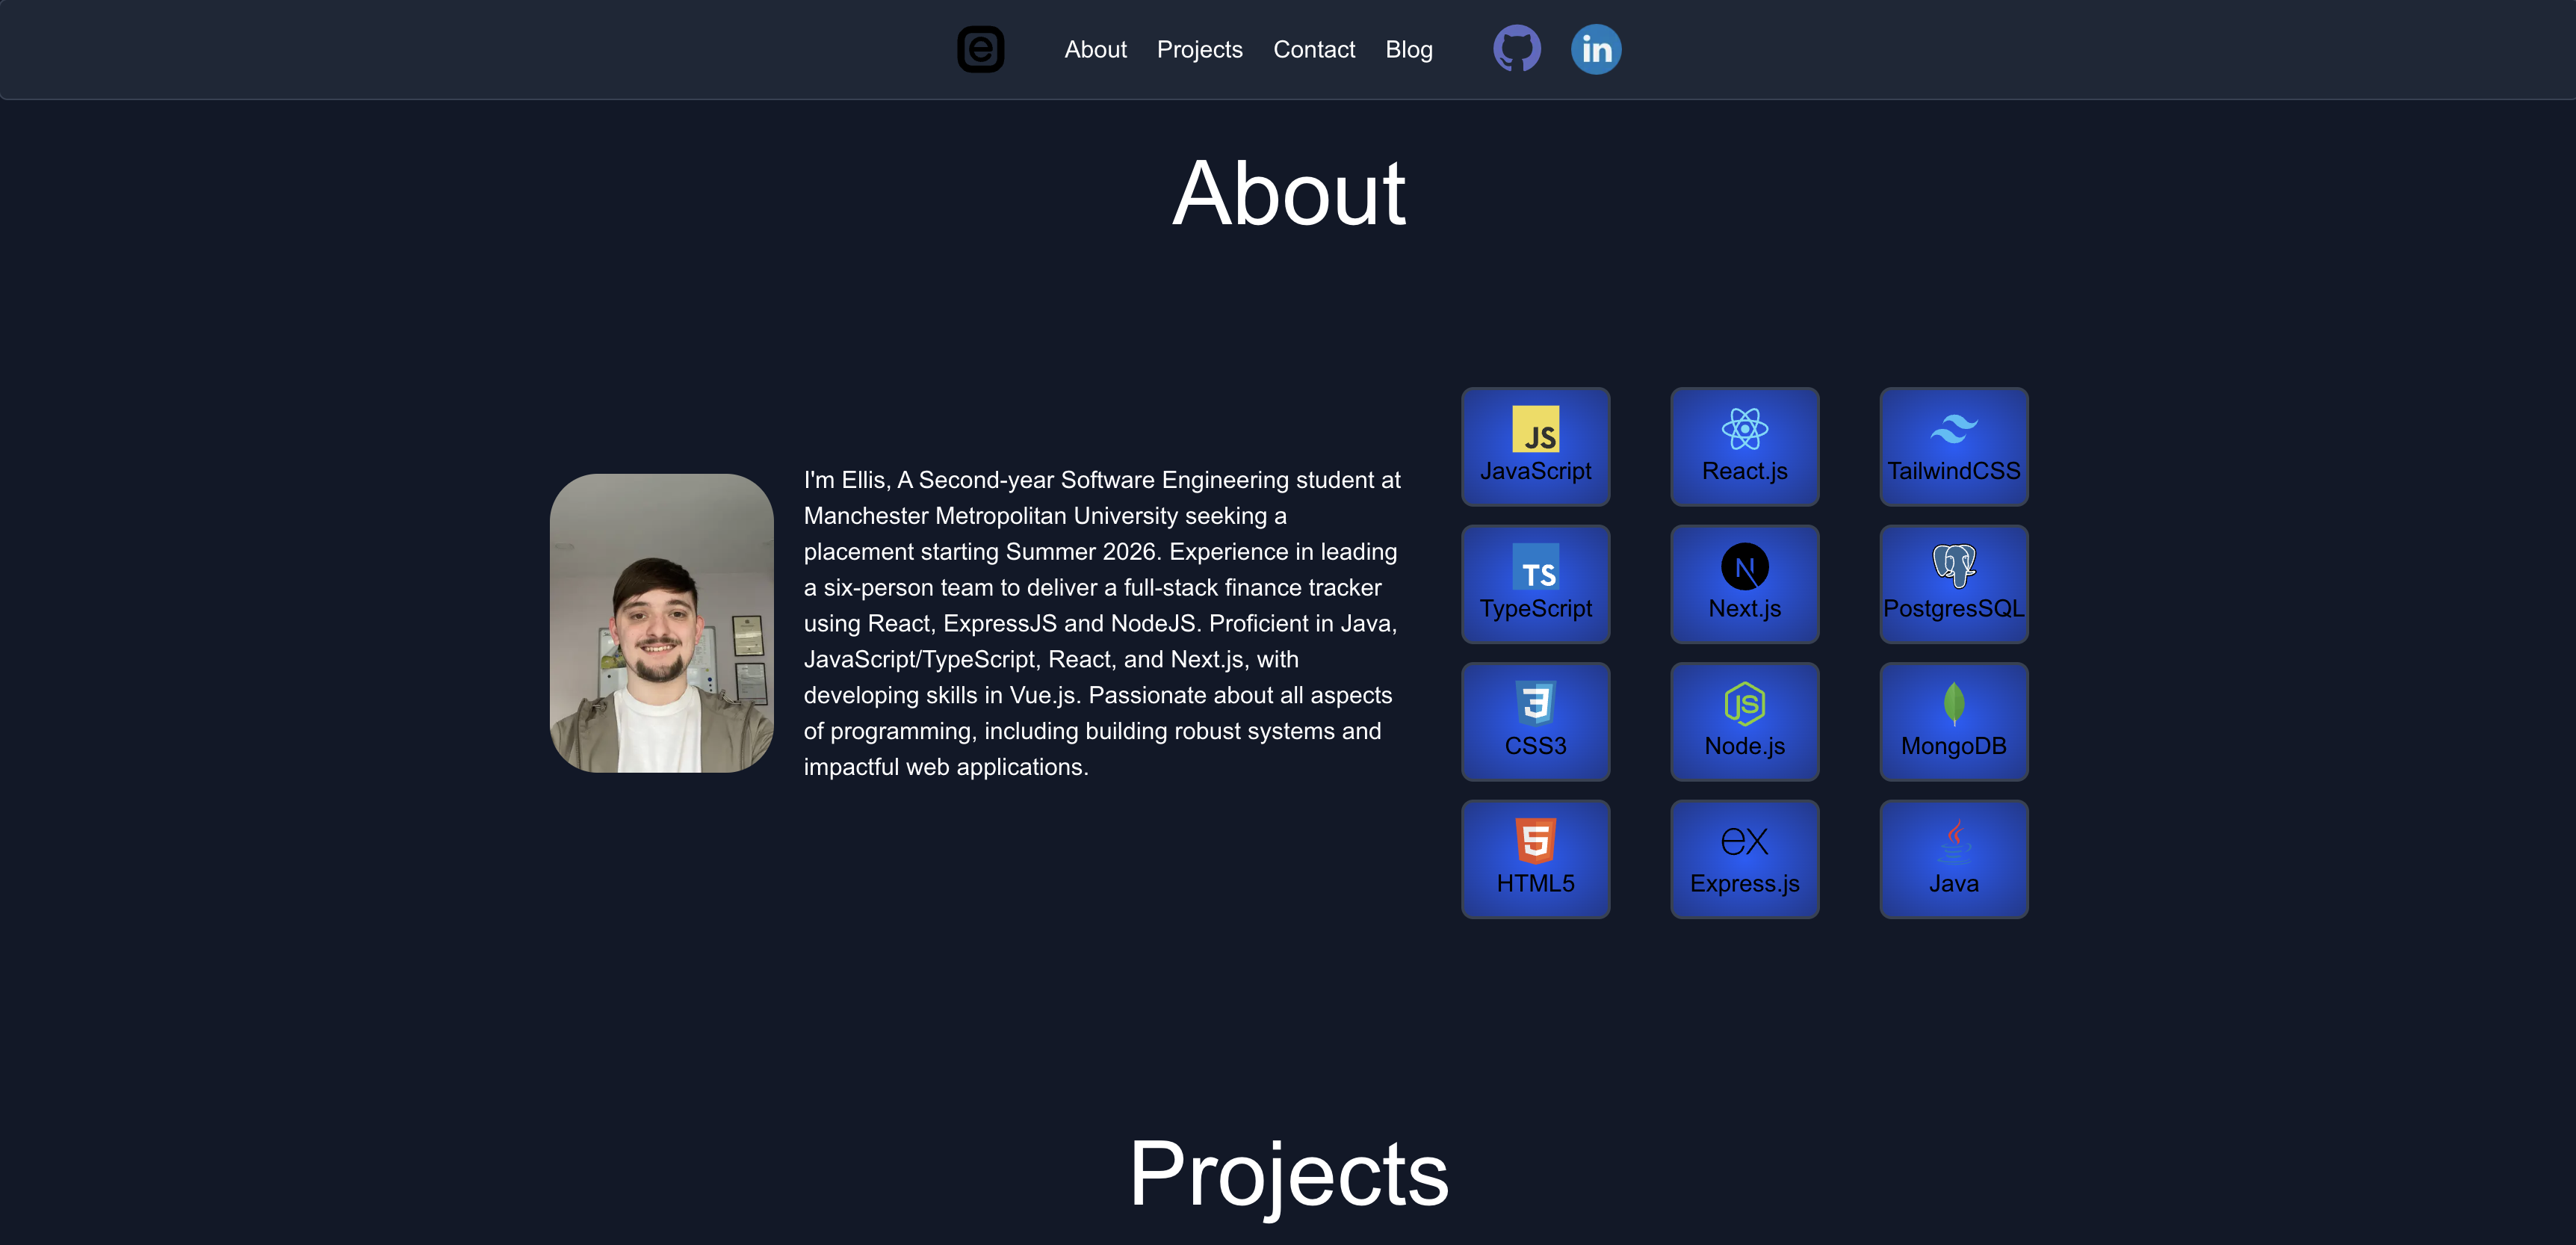 e
About Projects Contact Blog
in
About
I'm Ellis, A Second-year Software Engineering student at
Manchester Metropolitan University seeking a
placement starting Summer 2026. Experience in leading
a six-person team to deliver a full-stack finance tracker
using React, ExpressJS and NodeJS. Proficient in Java,
JavaScript/TypeScript, React, and Next.js, with
developing skills in Vue.js. Passionate about all aspects
of programming, including building robust systems and
impactful web applications.
JS
JavaScript
React.js
TailwindCSS
TS
TypeScript
N
Next.js
PostgresSQL
3
CSS3
JS
Node.js
MongoDB
5
HTML5
ex
Express.js
Java
Projects